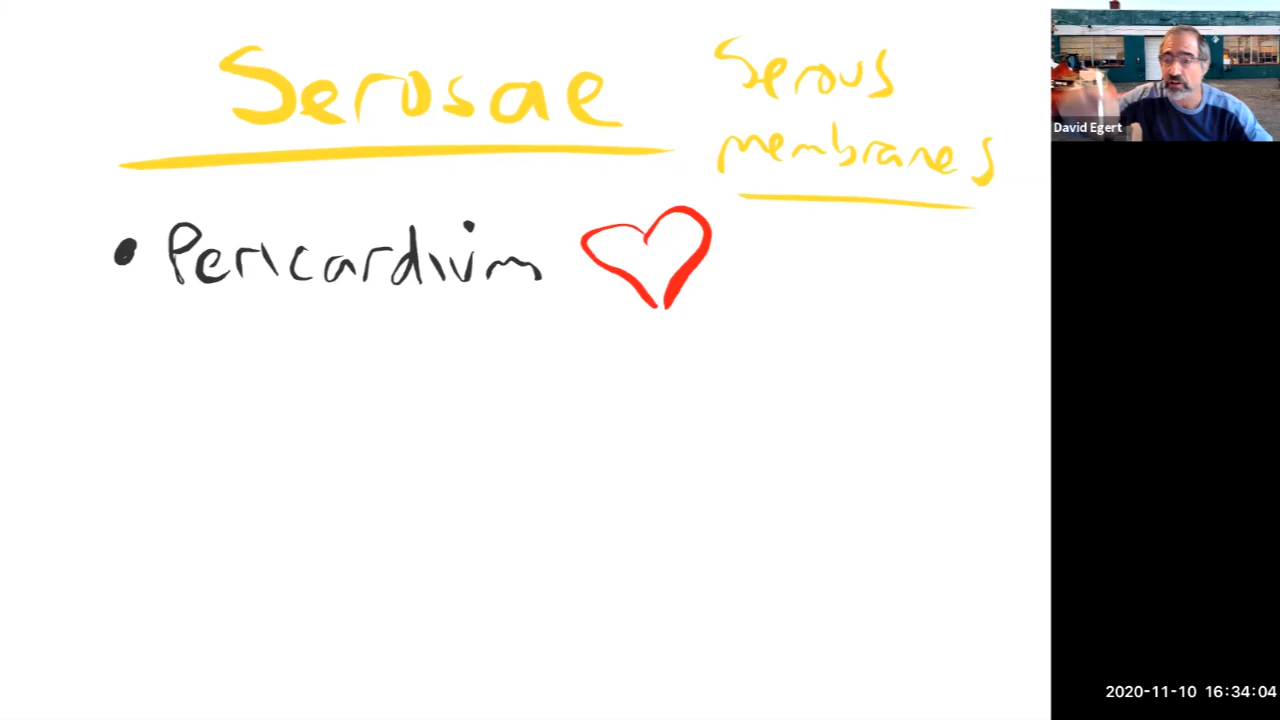 Serosae
Serous
membranes
• Pericardium
David Egert
2020-11-10 16:34:04